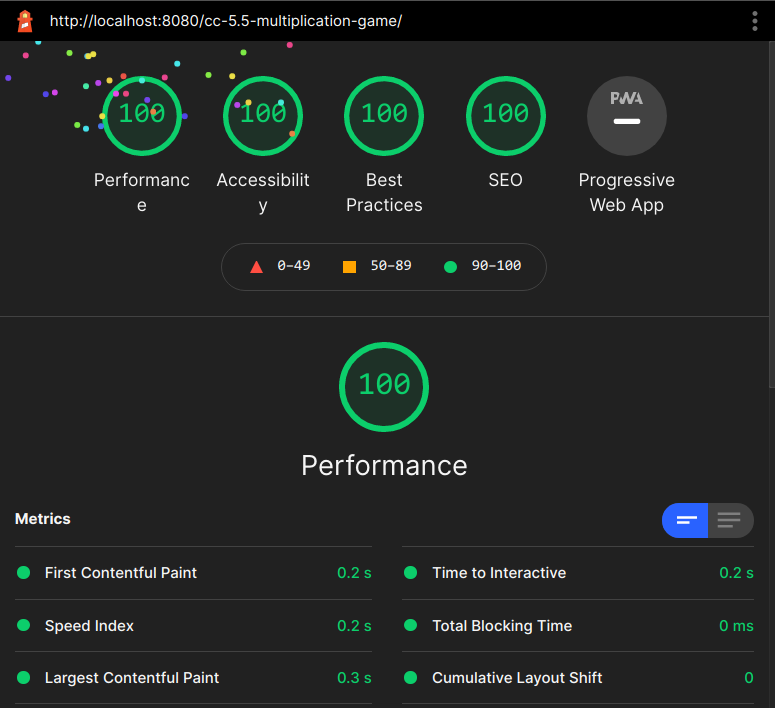 http://localhost:8080/cc-5.5-multiplication-game/
100
100
100
100
PWA
Performanc
e
Accessibilit
y
Best
Practices
SEO
Progressive
Web App
0–49
50–89
90–100
100
Performance
Metrics
First Contentful Paint 0.2 s
Time to Interactive 0.2 s
Speed Index 0.2 s
Total Blocking Time 0 ms
Largest Contentful Paint 0.3 s
Cumulative Layout Shift 0